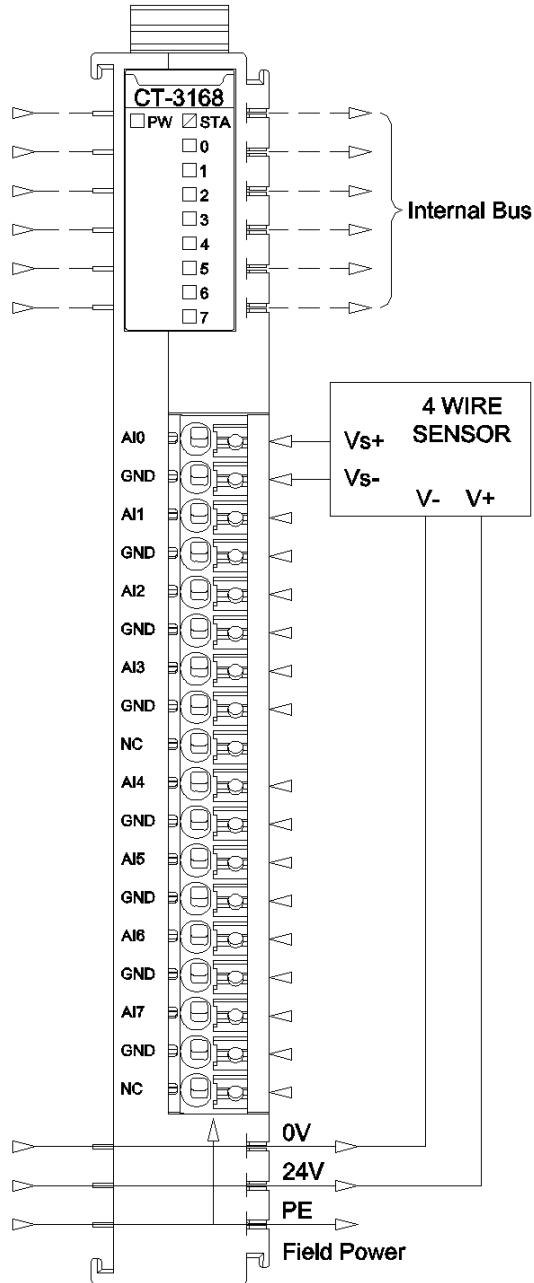 CT-3168
PW STA
0
1
2
3
4
5
6
7
Internal Bus
4 WIRE
SENSOR
Vs+
Vs-
V- V+
AI0
GND
AI1
GND
AI2
GND
AI3
GND
NC
AI4
GND
AI5
GND
AI6
GND
AI7
GND
NC
0V
24V
PE
Field Power